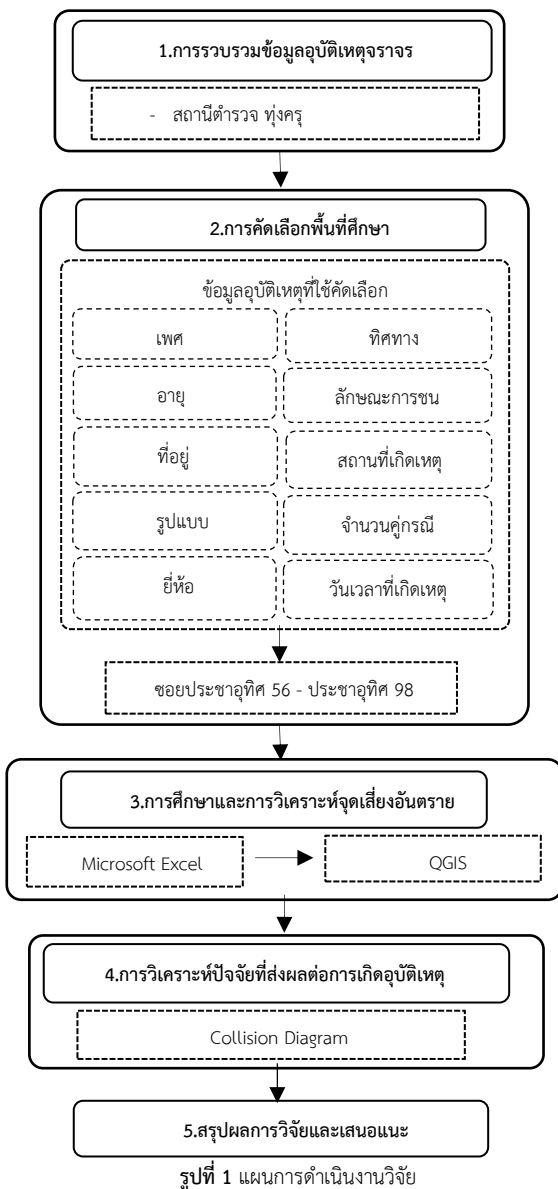 1.การรวบรวมข้อมูลอุบัติเหตุจราจร
- สถานีตำรวจ ทุ่งครุ
2.การคัดเลือกพื้นที่ศึกษา
ข้อมูลอุบัติเหตุที่ใช้คัดเลือก
เพศ
ทิศทาง
อายุ
ลักษณะการชน
ที่อยู่
สถานที่เกิดเหตุ
รูปแบบ
จำนวนคู่กรณี
ยี่ห้อ
วันเวลาที่เกิดเหตุ
ซอยประชาอุทิศ 56 - ประชาอุทิศ 98
3.การศึกษาและการวิเคราะห์จุดเสี่ยงอันตราย
Microsoft Excel
QGIS
4.การวิเคราะห์ปัจจัยที่ส่งผลต่อการเกิดอุบัติเหตุ
Collision Diagram
5.สรุปผลการวิจัยและเสนอแนะ
รูปที่ 1 แผนการดำเนินงานวิจัย